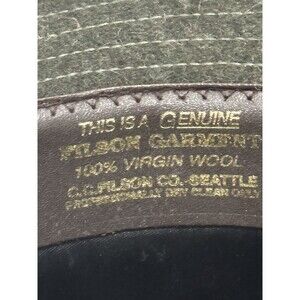 THIS IS A GENUINE
FILSON GARMENT
100% VIRGIN WOOL
C.C. FILSON CO. SEATTLE
PROFESSIONALLY DRY CLEAN ONLY